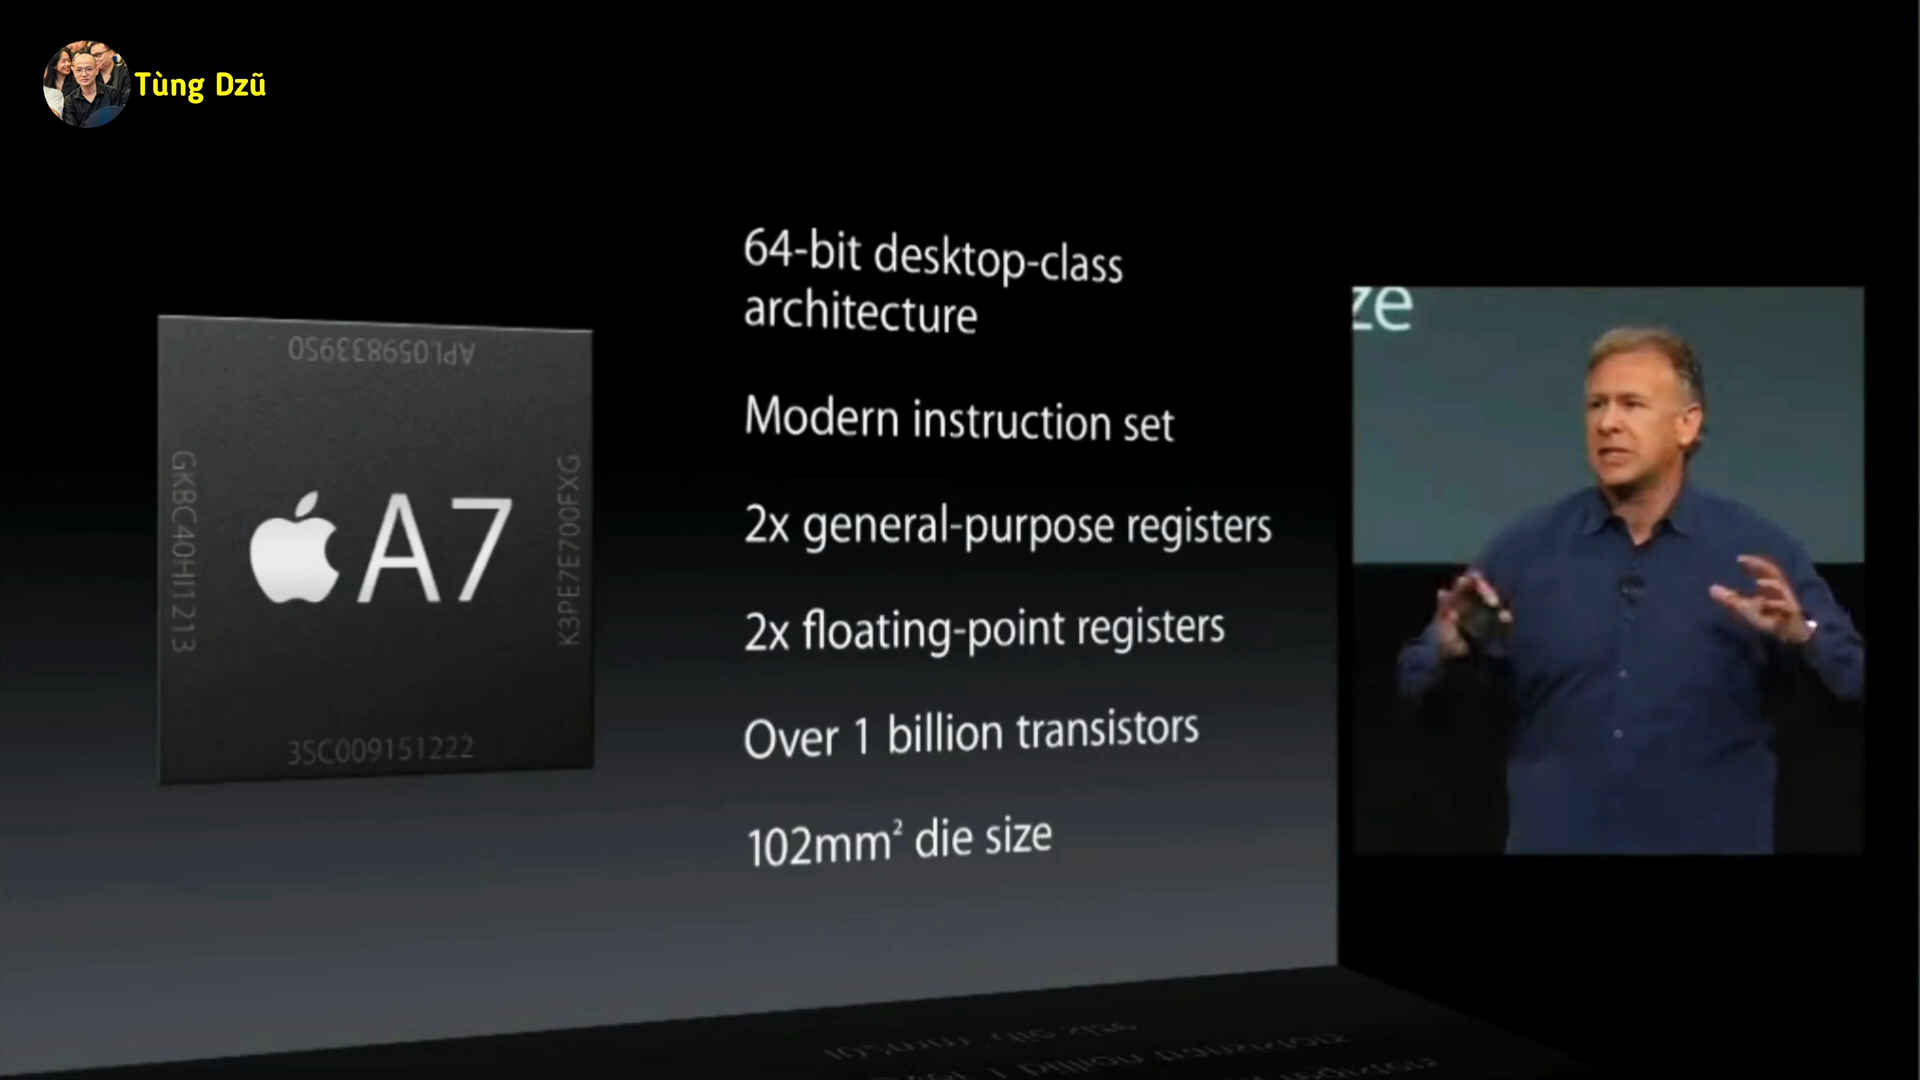 Tùng Dzũ
64-bit desktop-class
architecture
Modern instruction set
2x general-purpose registers
2x floating-point registers
Over 1 billion transistors
102mm² die size
APL0598339S0
GKBC40HI1213
A7
K3PE7E700FXG
3SC009151222
ze